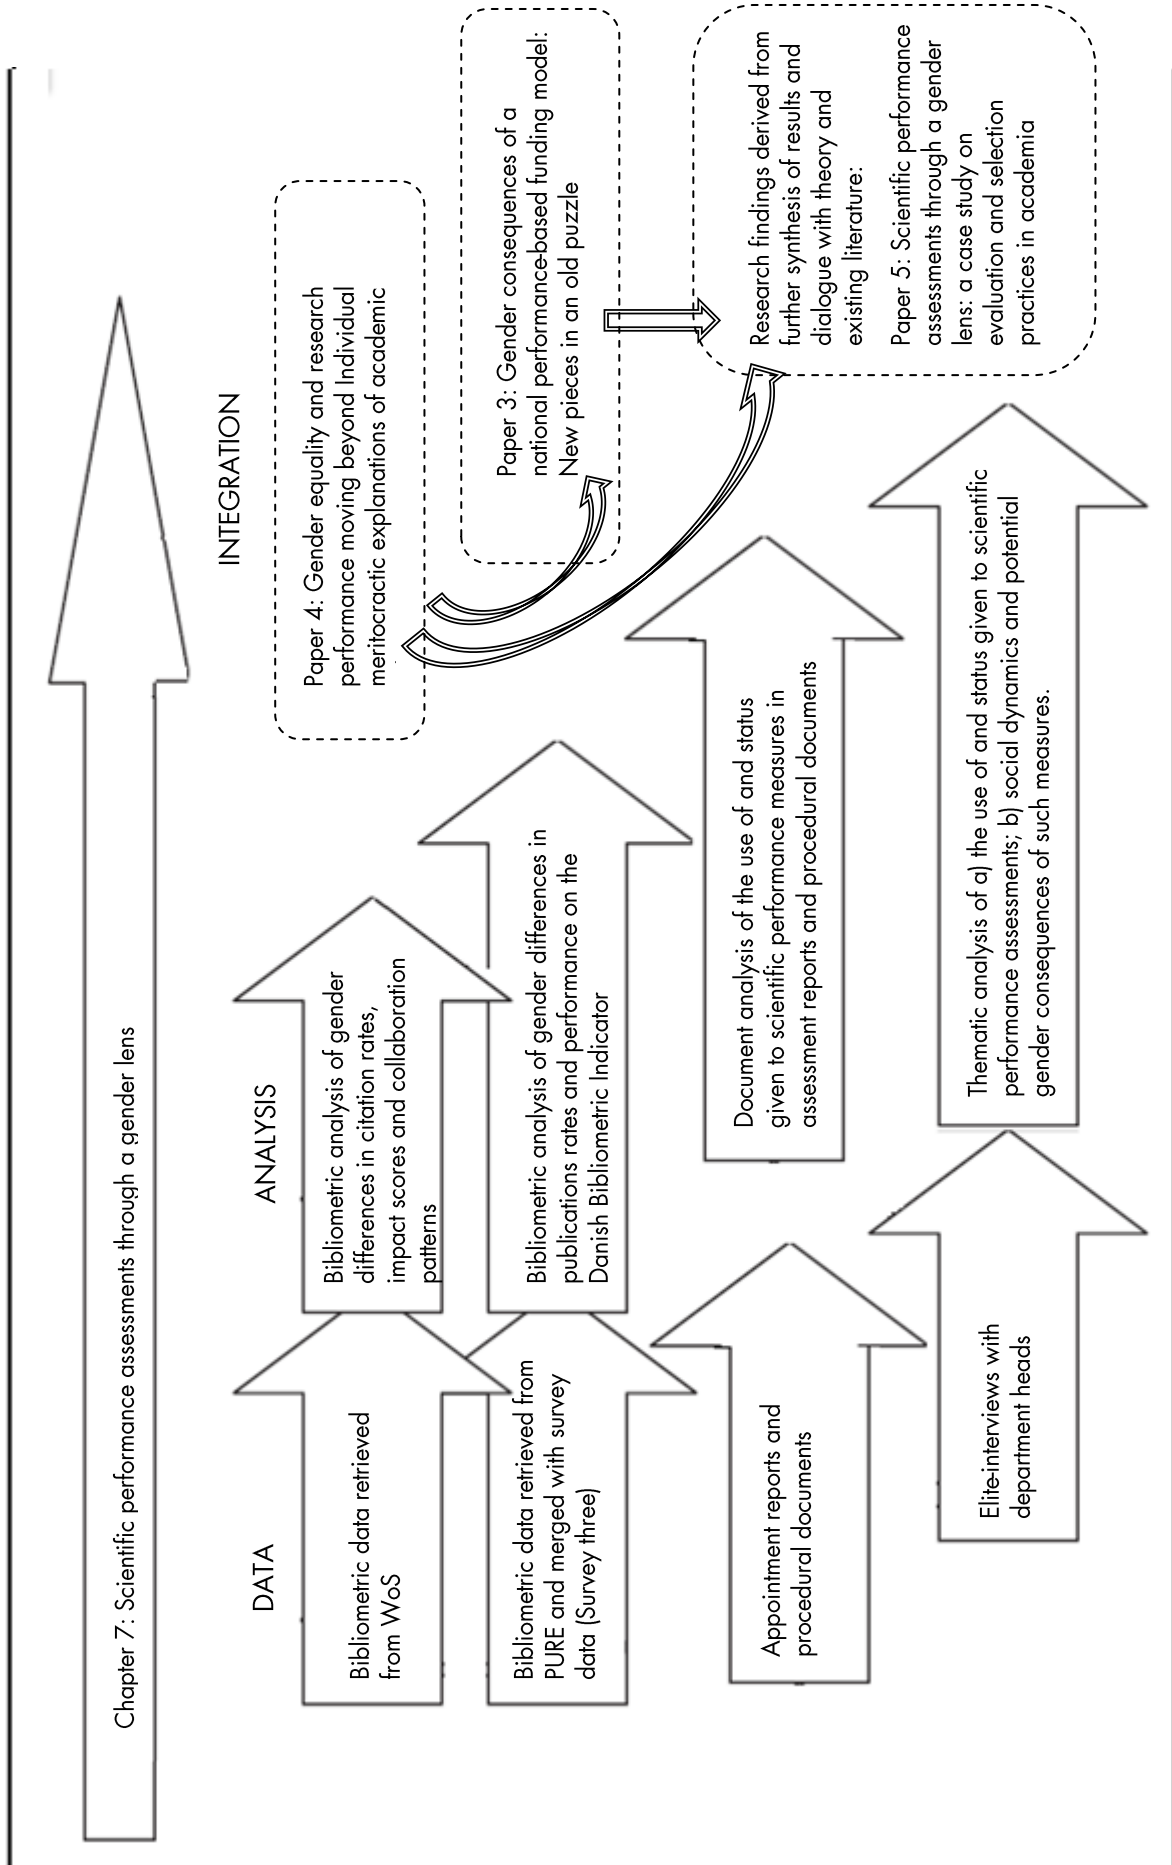 Chapter 7: Scientific performance assessments through a gender lens
DATA
ANALYSIS
INTEGRATION
Bibliometric data retrieved
from WoS
Bibliometric analysis of gender
differences in citation rates,
impact scores and collaboration
patterns
Paper 4: Gender equality and research
performance moving beyond Individual
meritocractic explanations of academic
Bibliometric data retrieved from
PURE and merged with survey
data (Survey three)
Bibliometric analysis of gender differences in
publications rates and performance on the
Danish Bibliometric Indicator
Paper 3: Gender consequences of a
national performance-based funding model:
New pieces in an old puzzle
Appointment reports and
procedural documents
Document analysis of the use of and status
given to scientific performance measures in
assessment reports and procedural documents
Research findings derived from
further synthesis of results and
dialogue with theory and
existing literature:
Paper 5: Scientific performance
assessments through a gender
lens: a case study on
evaluation and selection
practices in academia
Elite-interviews with
department heads
Thematic analysis of a) the use of and status given to scientific
performance assessments; b) social dynamics and potential
gender consequences of such measures.